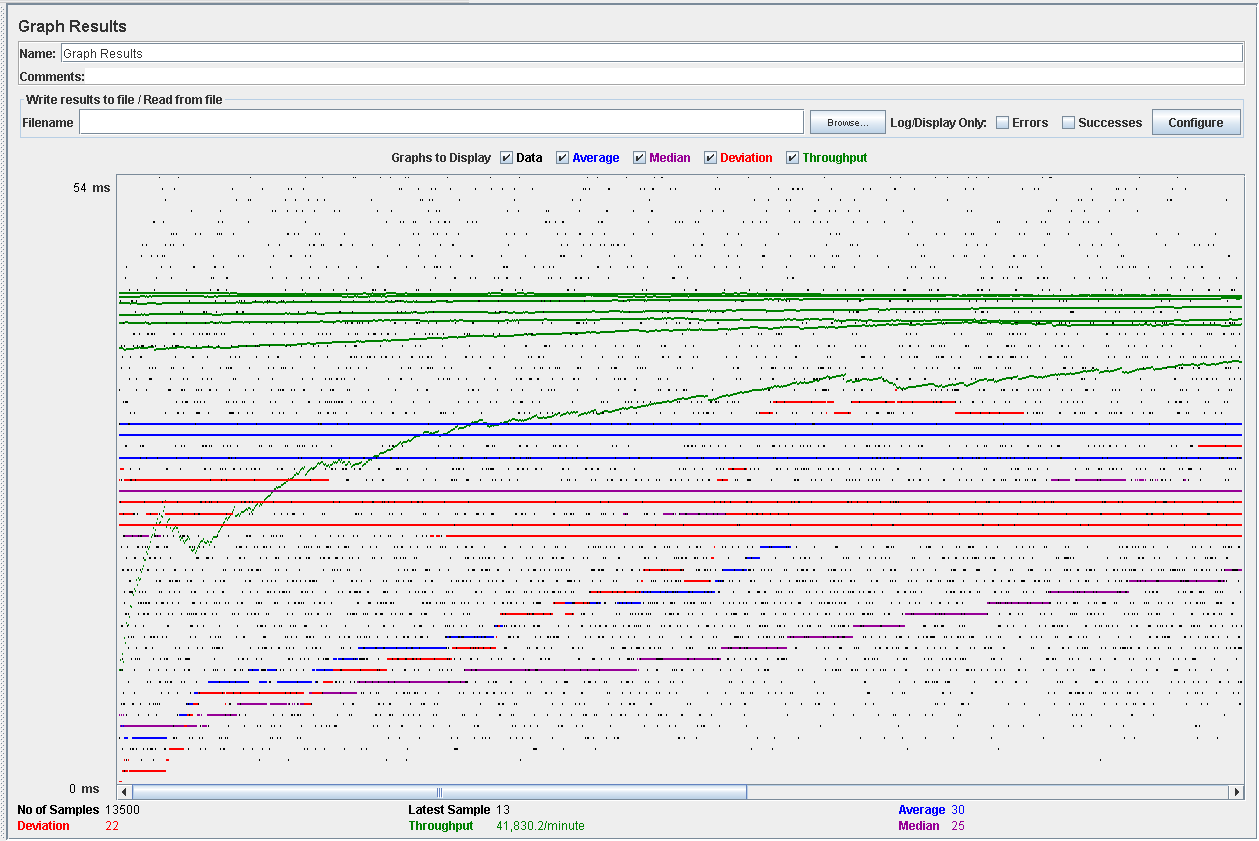 Graph Results
Name: Graph Results
Comments:
Write results to file / Read from file
Filename Browse... Log/Display Only: Errors Successes Configure
Graphs to Display Data Average Median Deviation Throughput
54 ms
0 ms
No of Samples 13500 Latest Sample 13 Average 30
Deviation 22 Throughput 41,830.2/minute Median 25